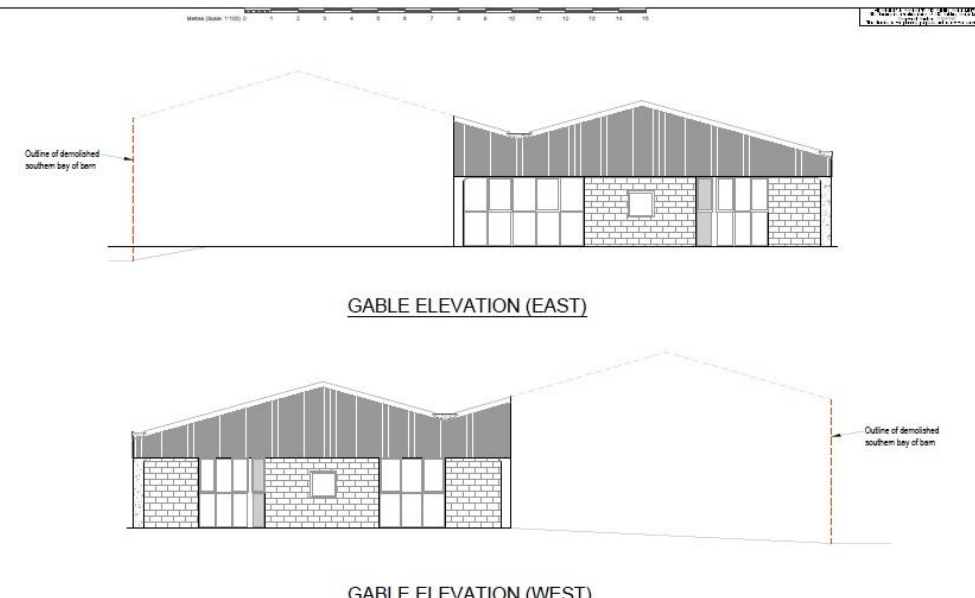 Metres (Scale: 1:100) 0 1 2 3 4 5 6 7 8 9 10 11 12 13 14 15
Outline of demolished
southern bay of barn
GABLE ELEVATION (EAST)
Outline of demolished
southern bay of barn
GABLE ELEVATION (WEST)